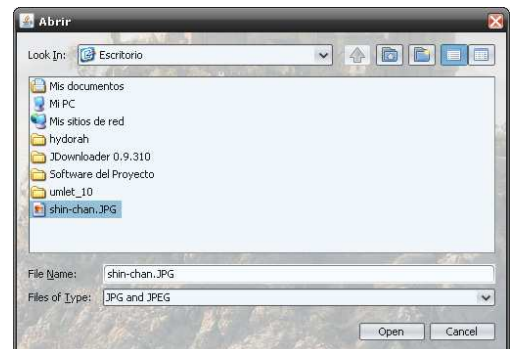 Abrir
Look In: Escritorio
Mis documentos
Mi PC
Mis sitios de red
hydorah
JDownloader 0.9.310
Software del Proyecto
umlet_10
shin-chan.JPG
File Name: shin-chan.JPG
Files of Type: JPG and JPEG
Open Cancel